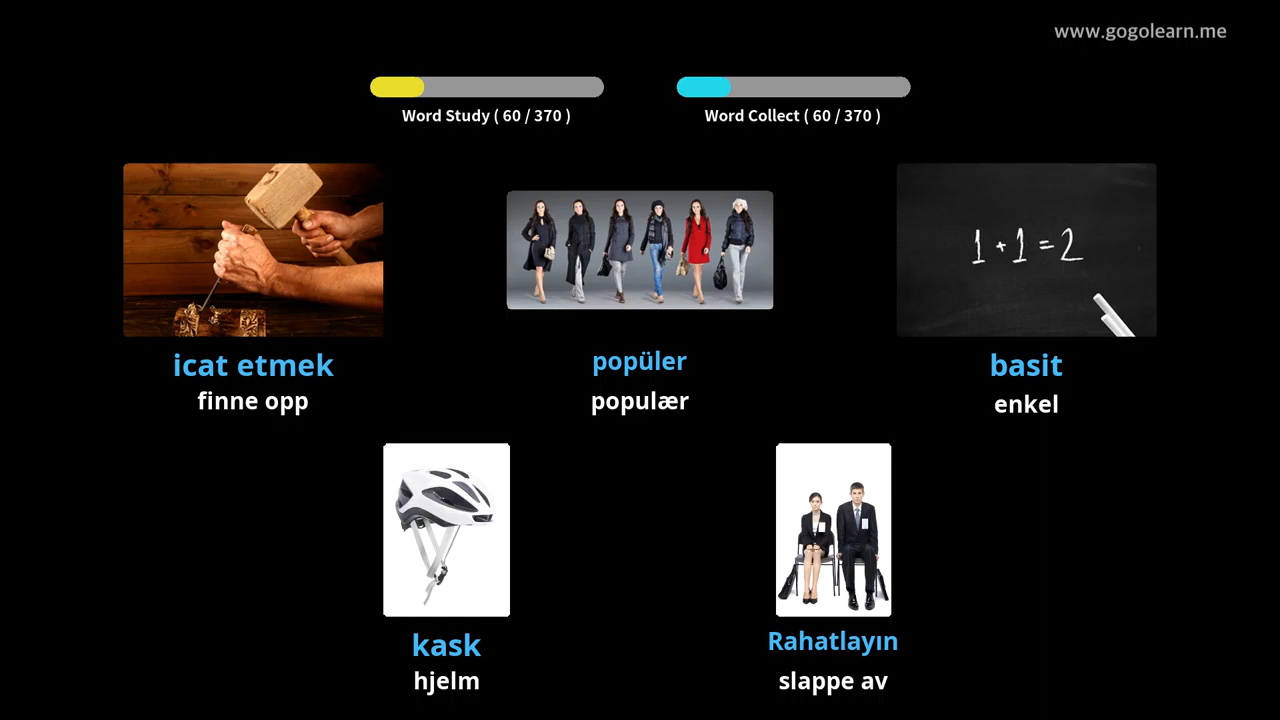 www.gogolearn.me
Word Study ( 60 / 370 )
Word Collect ( 60 / 370 )
1 + 1 = 2
icat etmek
finne opp
popüler
populær
basit
enkel
kask
hjelm
Rahatlayın
slappe av